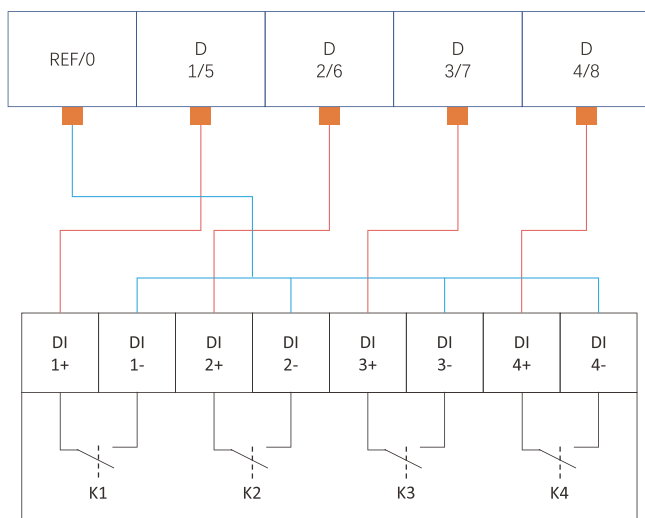 REF/0
D
1/5
D
2/6
D
3/7
D
4/8
DI
1+
DI
1-
DI
2+
DI
2-
DI
3+
DI
3-
DI
4+
DI
4-
K1
K2
K3
K4